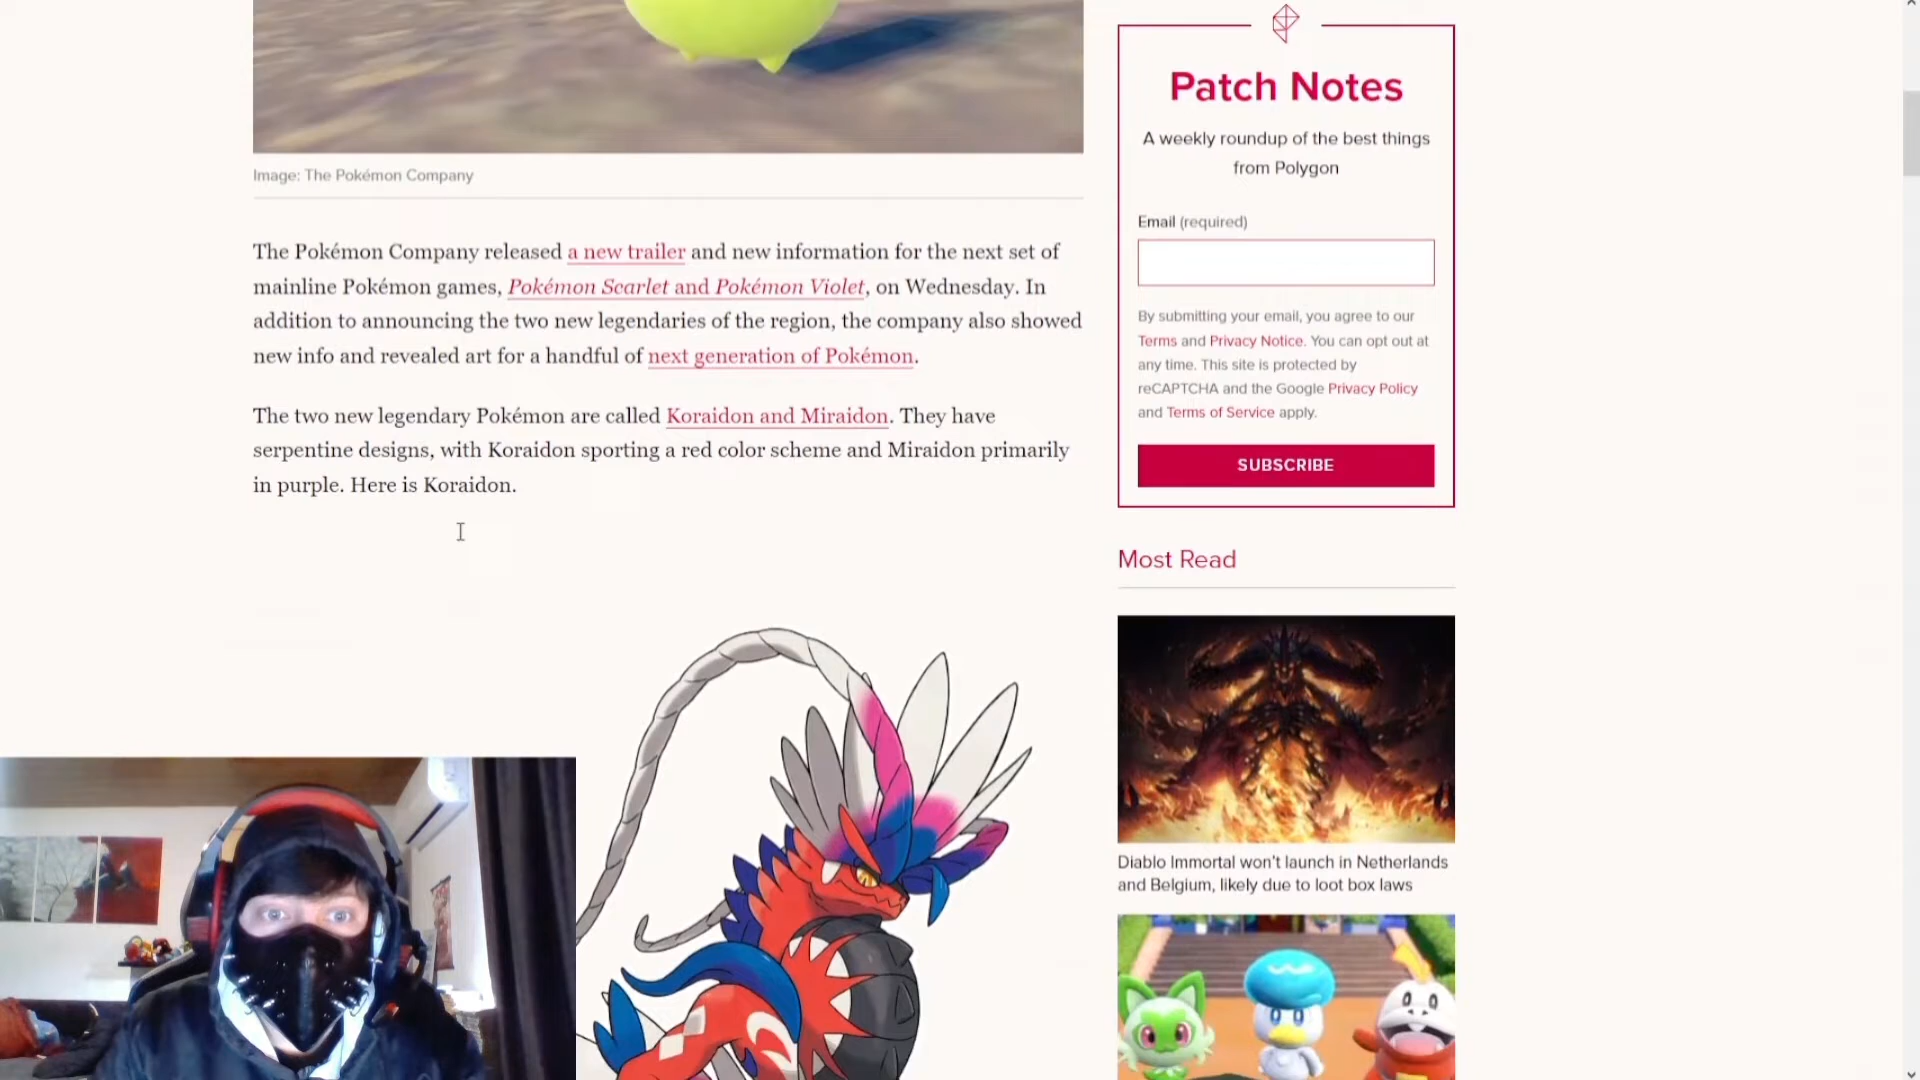 Image: The Pokémon Company
The Pokémon Company released a new trailer and new information for the next set of
mainline Pokémon games, Pokémon Scarlet and Pokémon Violet, on Wednesday. In
addition to announcing the two new legendaries of the region, the company also showed
new info and revealed art for a handful of next generation of Pokémon.
The two new legendary Pokémon are called Koraidon and Miraidon. They have
serpentine designs, with Koraidon sporting a red color scheme and Miraidon primarily
in purple. Here is Koraidon.
Patch Notes
A weekly roundup of the best things
from Polygon
Email (required)
By submitting your email, you agree to our
Terms and Privacy Notice. You can opt out at
any time. This site is protected by
reCAPTCHA and the Google Privacy Policy
and Terms of Service apply.
SUBSCRIBE
Most Read
Diablo Immortal won't launch in Netherlands
and Belgium, likely due to loot box laws